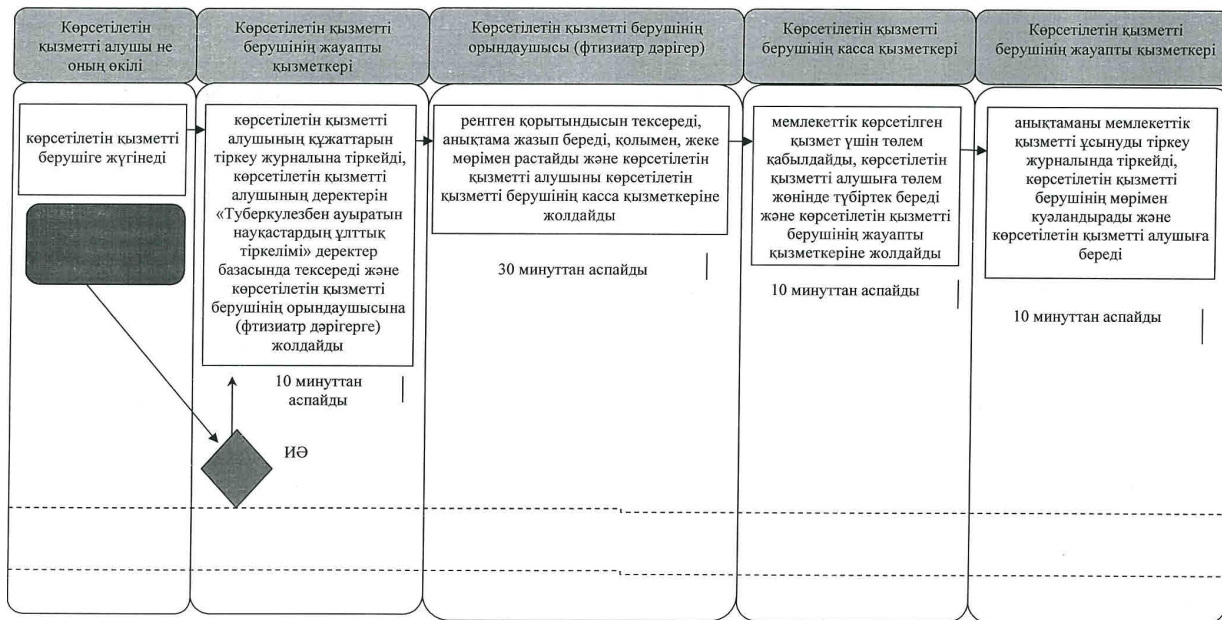 Көрсетілетін
қызметті алушы не
оның өкілі
Көрсетілетін қызметті
берушінің жауапты
қызметкері
Көрсетілетін қызметті берушінің
орындаушысы (фтизиатр дәрігер)
Көрсетілетін қызметті
берушінің касса қызметкері
Көрсетілетін қызметті
берушінің жауапты қызметкері
көрсетілетін қызметті
берушіге жүгінеді
көрсетілетін қызметті
алушының құжаттарын
тіркеу журналына тіркейді,
көрсетілетін қызметті
алушының деректерін
«Туберкулезбен ауыратын
науқастардың ұлттық
тіркелімі» деректер
базасында тексереді және
көрсетілетін қызметті
берушінің орындаушысына
(фтизиатр дәрігерге)
жолдайды
10 минуттан
аспайды
ИӘ
рентген қорытындысын тексереді,
анықтама жазып береді, қолымен, жеке
мөрімен растайды және көрсетілетін
қызметті алушыны көрсетілетін
қызметті берушінің касса қызметкеріне
жолдайды
30 минуттан аспайды
мемлекеттік көрсетілген
қызмет үшін төлем
қабылдайды, көрсетілетін
қызметті алушыға төлем
жөнінде түбіртек береді
және көрсетілетін қызметті
берушінің жауапты
қызметкеріне жолдайды
10 минуттан аспайды
анықтаманы мемлекеттік
қызметті ұсынуды тіркеу
журналында тіркейді,
көрсетілетін қызметті
берушінің мөрімен
куәландырады және
көрсетілетін қызметті алушыға
береді
10 минуттан аспайды